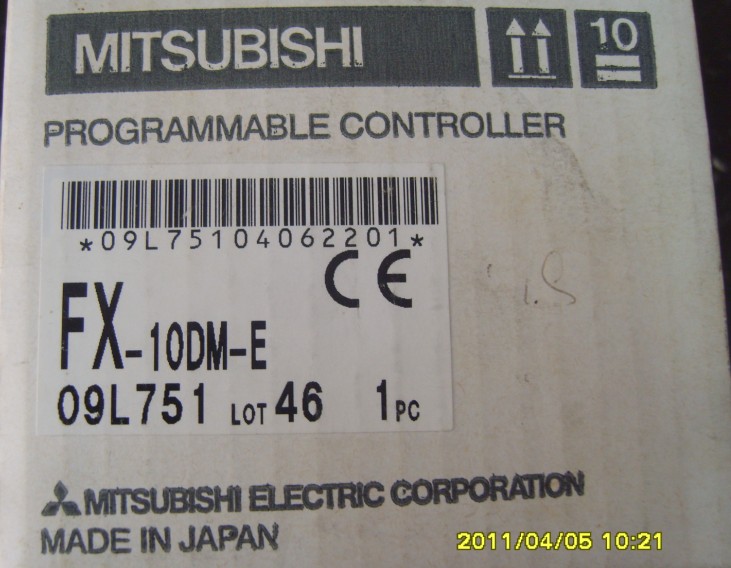 MITSUBISHI 10
PROGRAMMABLE CONTROLLER
*09L75104062201*
CE
FX-10DM-E
09L751 LOT 46 1PC
MITSUBISHI ELECTRIC CORPORATION
MADE IN JAPAN
2011/04/05 10:21